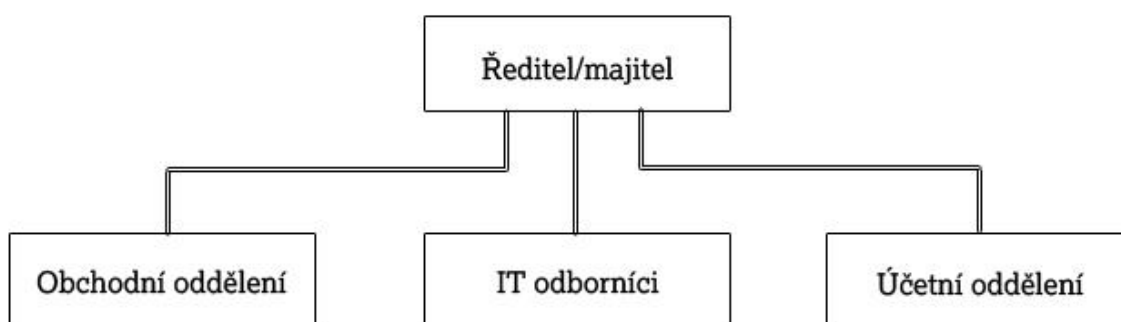 Ředitel/majitel
Obchodní oddělení
IT odborníci
Účetní oddělení